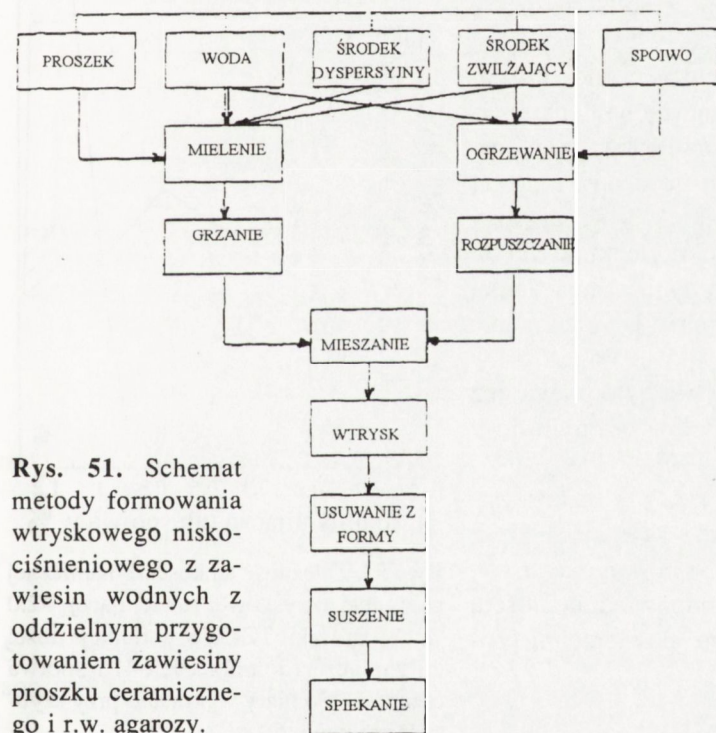 PROSZEK
WODA
ŚRODEK
DYSPERSYJNY
ŚRODEK
ZWILŻAJĄCY
SPOIWO
MIELENIE
OGRZEWANIE
GRZANIE
ROZPUSZCZANIE
MIESZANIE
WTRYSK
USUWANIE Z
FORMY
SUSZENIE
SPIEKANIE
Rys. 51. Schemat
metody formowania
wtryskowego nisko-
ciśnieniowego z za-
wiesin wodnych z
oddzielnym przygo-
towaniem zawiesiny
proszku ceramiczne-
go i r.w. agarozy.